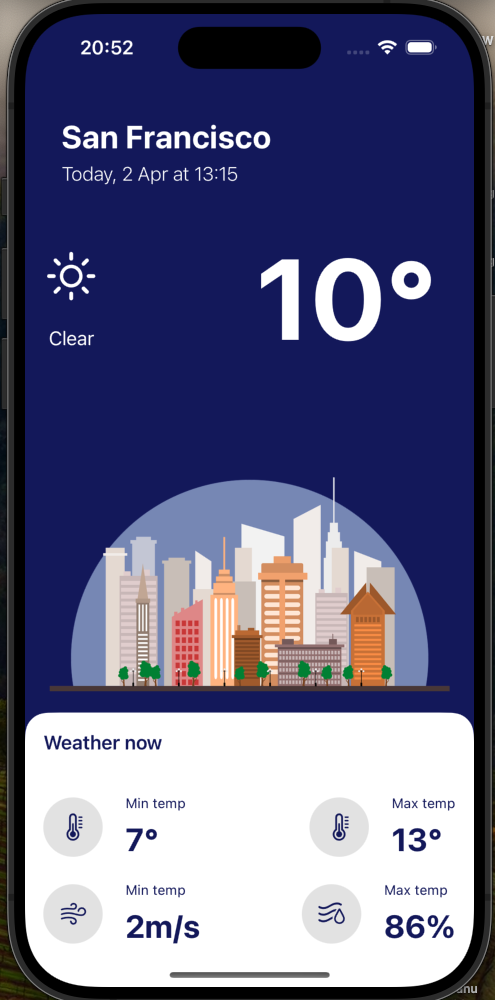 20:52
San Francisco
Today, 2 Apr at 13:15
10°
Clear
Weather now
Min temp
7°
Max temp
13°
Min temp
2m/s
Max temp
86%